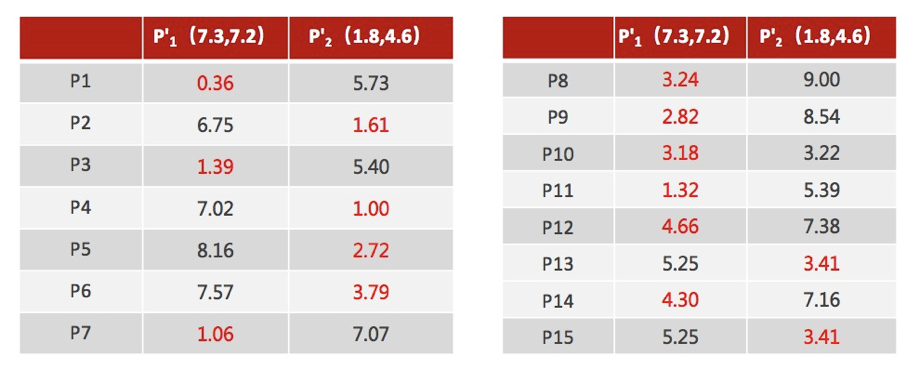 P'₁（7.3,7.2） P'₂（1.8,4.6）
P1 0.36 5.73
P2 6.75 1.61
P3 1.39 5.40
P4 7.02 1.00
P5 8.16 2.72
P6 7.57 3.79
P7 1.06 7.07
P'₁（7.3,7.2） P'₂（1.8,4.6）
P8 3.24 9.00
P9 2.82 8.54
P10 3.18 3.22
P11 1.32 5.39
P12 4.66 7.38
P13 5.25 3.41
P14 4.30 7.16
P15 5.25 3.41